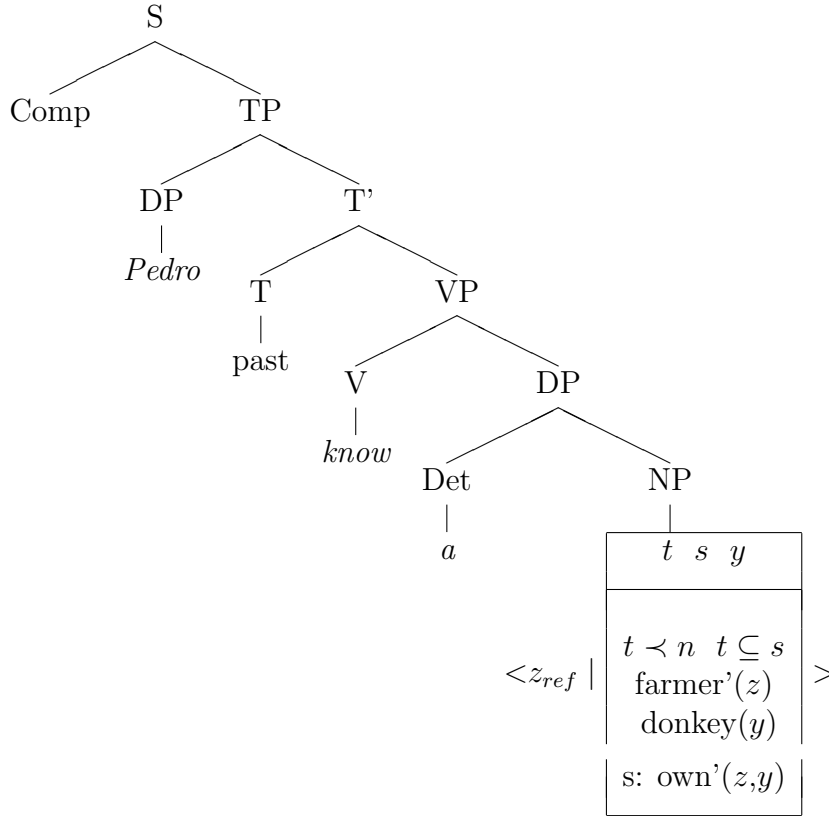 S
Comp TP
DP T’
Pedro T VP
past V DP
know Det NP
a t s y
t ≺ n t ⊆ s
<z_ref | farmer’(z) >
donkey(y)
s: own’(z,y)